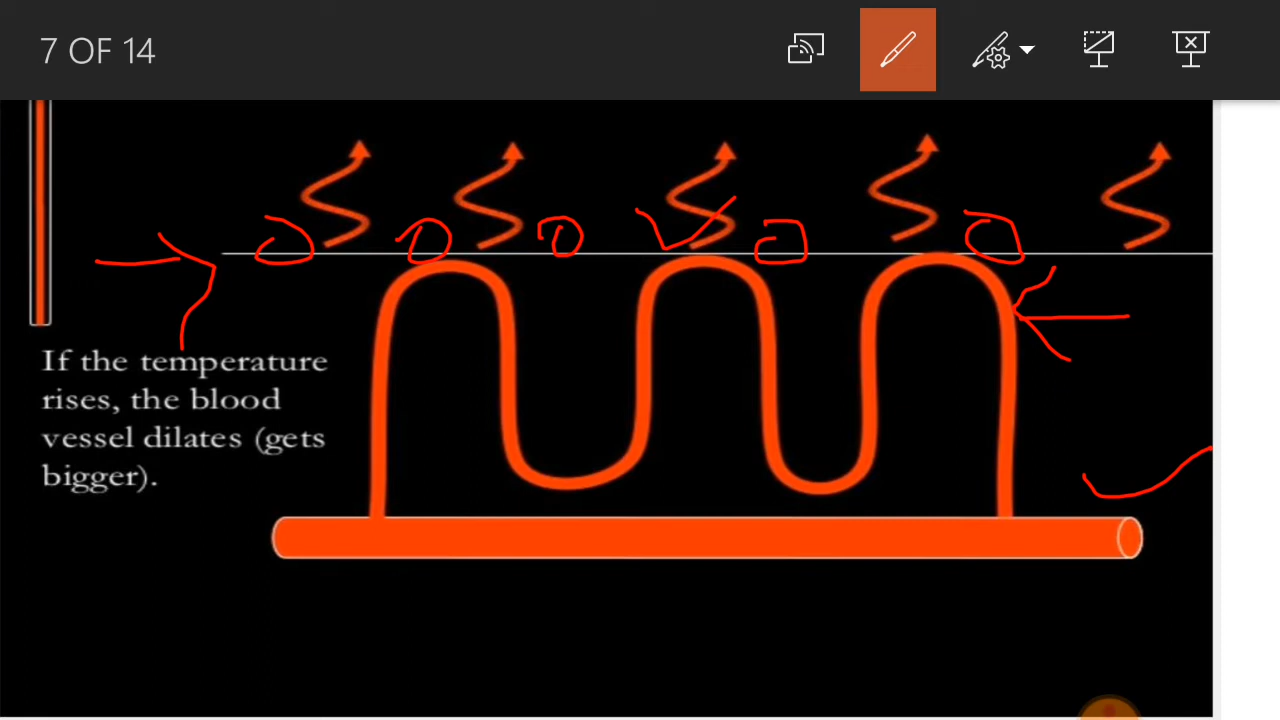 7 OF 14
If the temperature
rises, the blood
vessel dilates (gets
bigger).